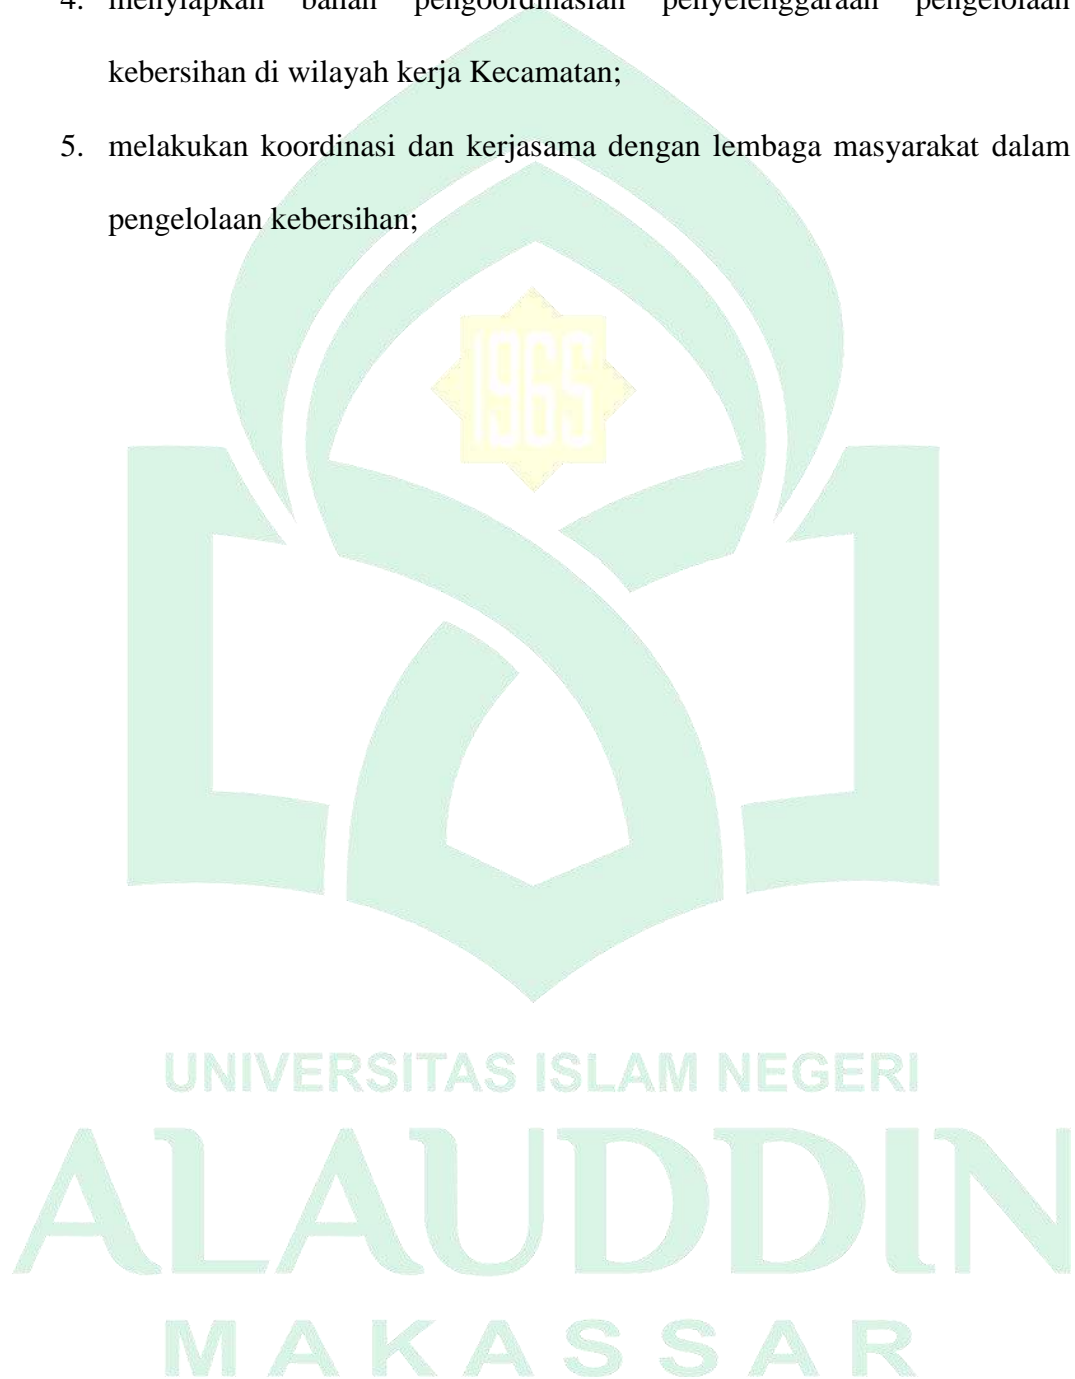 4. menyiapkan bahan pengoordinasian penyelenggaraan pengelolaan
kebersihan di wilayah kerja Kecamatan;
5. melakukan koordinasi dan kerjasama dengan lembaga masyarakat dalam
pengelolaan kebersihan;
1965
UNIVERSITAS ISLAM NEGERI
ALAUDDIN
MAKASSAR